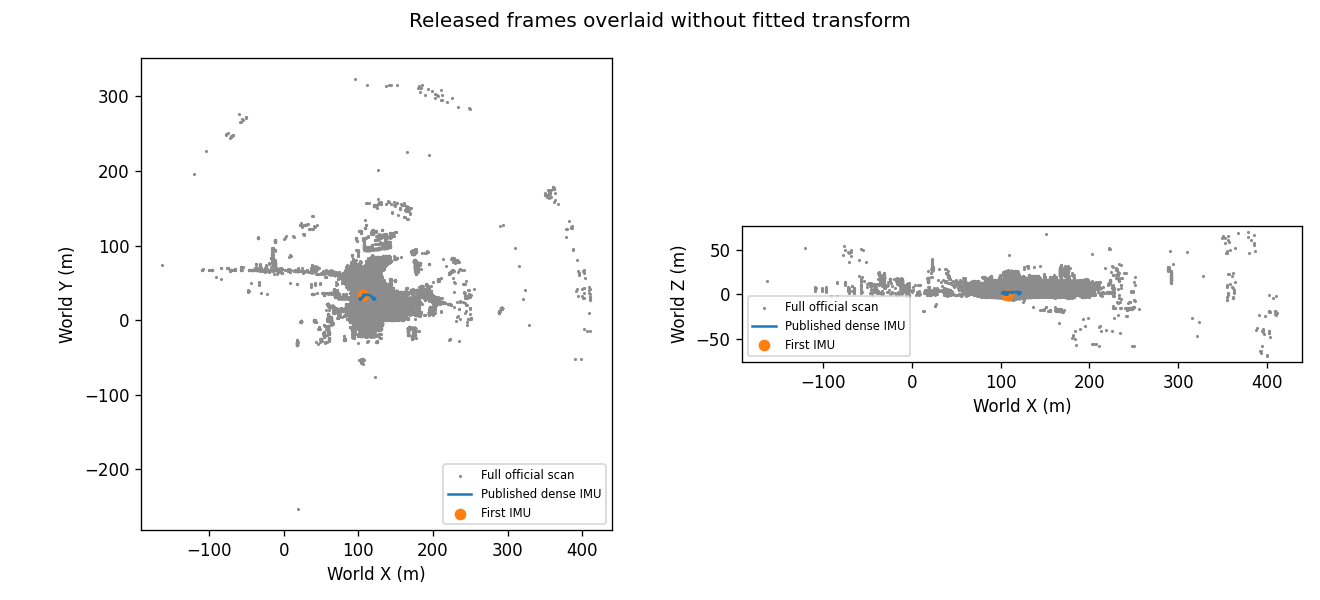 Released frames overlaid without fitted transform
300
200
100
0
−100
−200
World Y (m)
−100 0 100 200 300 400
World X (m)
Full official scan
Published dense IMU
First IMU
50
0
−50
World Z (m)
−100 0 100 200 300 400
World X (m)
Full official scan
Published dense IMU
First IMU